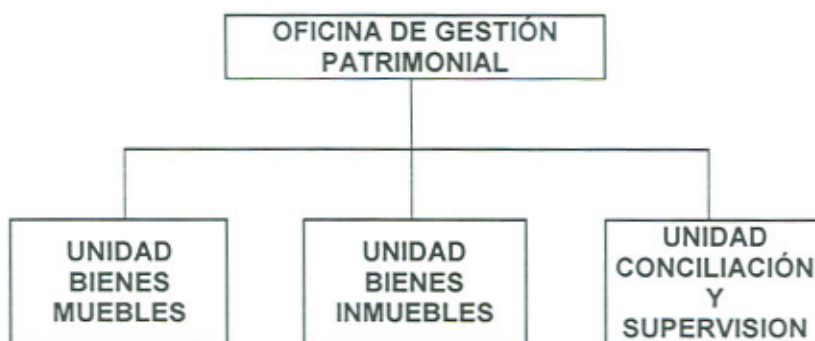 OFICINA DE GESTIÓN
PATRIMONIAL
UNIDAD
BIENES
MUEBLES
UNIDAD
BIENES
INMUEBLES
UNIDAD
CONCILIACIÓN
Y
SUPERVISION